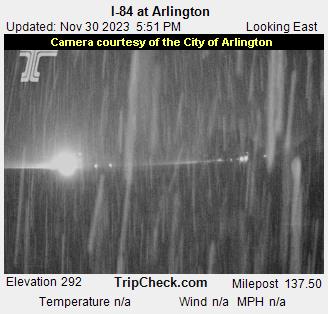 I-84 at Arlington
Updated: Nov 30 2023 5:51 PM Looking East
Camera courtesy of the City of Arlington
Elevation 292 TripCheck.com Milepost 137.50
Temperature n/a Wind n/a MPH n/a